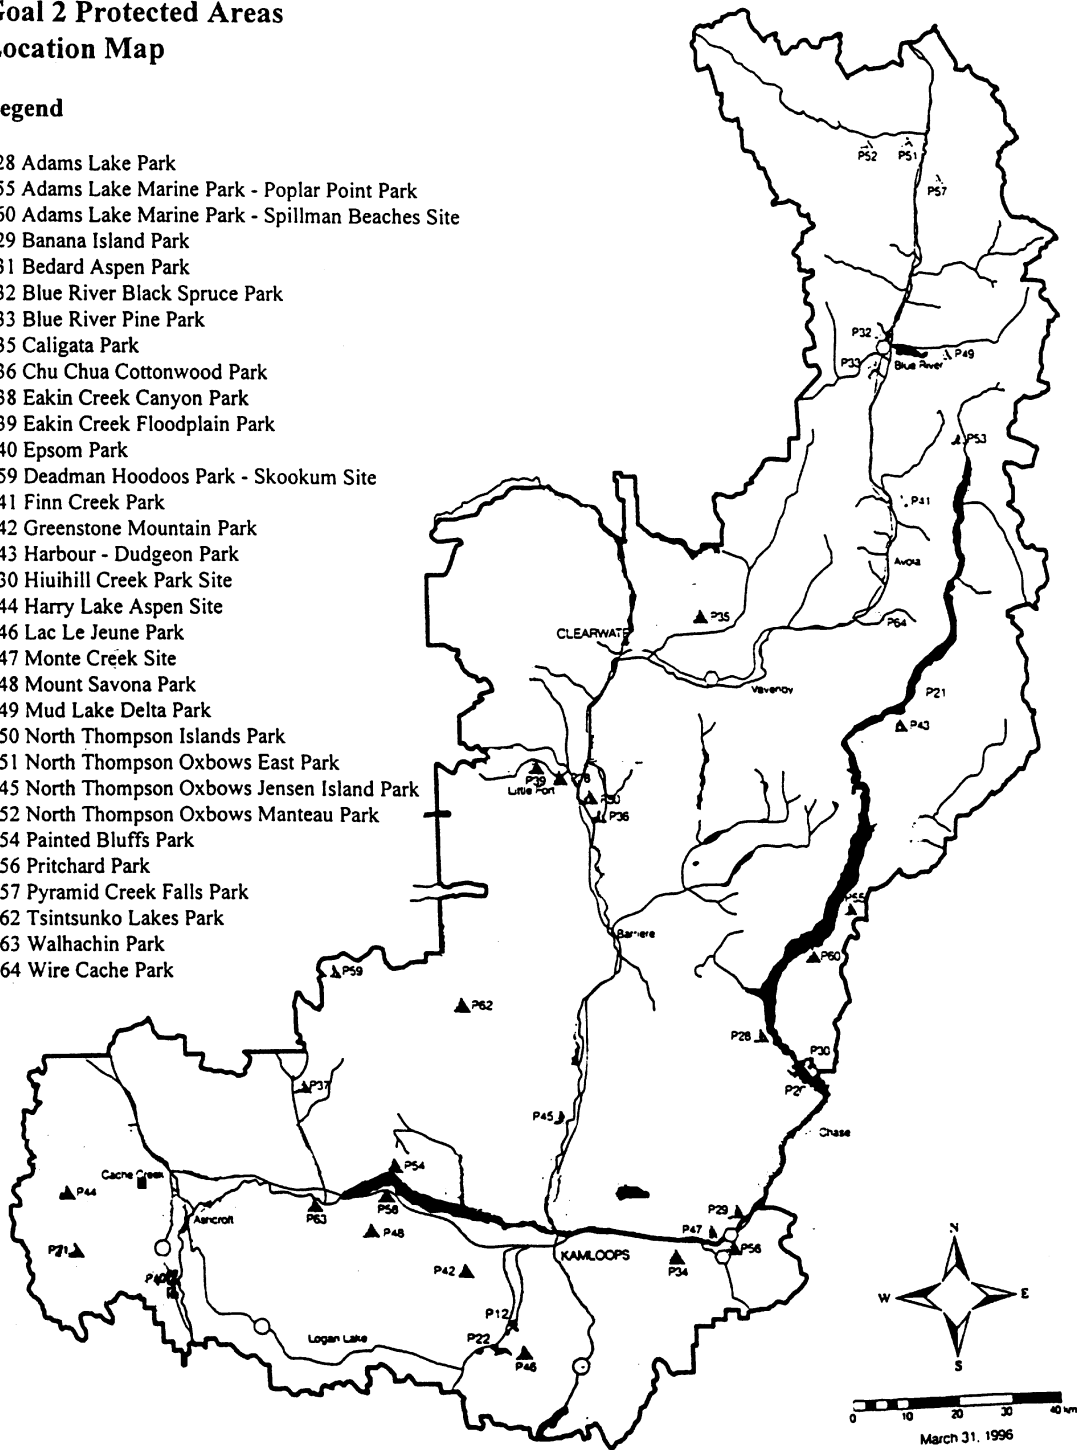 oal 2 Protected Areas
ocation Map
egend
28 Adams Lake Park
55 Adams Lake Marine Park - Poplar Point Park
60 Adams Lake Marine Park - Spillman Beaches Site
29 Banana Island Park
31 Bedard Aspen Park
32 Blue River Black Spruce Park
33 Blue River Pine Park
35 Caligata Park
36 Chu Chua Cottonwood Park
38 Eakin Creek Canyon Park
39 Eakin Creek Floodplain Park
40 Epsom Park
59 Deadman Hoodoos Park - Skookum Site
41 Finn Creek Park
42 Greenstone Mountain Park
43 Harbour - Dudgeon Park
30 Hiuihill Creek Park Site
44 Harry Lake Aspen Site
46 Lac Le Jeune Park
47 Monte Creek Site
48 Mount Savona Park
49 Mud Lake Delta Park
50 North Thompson Islands Park
51 North Thompson Oxbows East Park
45 North Thompson Oxbows Jensen Island Park
52 North Thompson Oxbows Manteau Park
54 Painted Bluffs Park
56 Pritchard Park
57 Pyramid Creek Falls Park
62 Tsintsunko Lakes Park
63 Walhachin Park
64 Wire Cache Park
P52
P51
P57
P32
P33
Blue River
P49
P53
P41
Avola
P64
P35
CLEARWATE
Vavenby
P21
P43
P39
Little Fort
P36
P55
Barriere
P60
P59
P62
P28
P30
P37
P45
Chase
P54
Cache Creek
P44
Ashcroft
P63
P58
P48
P29
P47
P56
P34
KAMLOOPS
P42
P12
P22
P46
Logan Lake
N
W
E
S
0 10 20 30 40 km
March 31, 1996